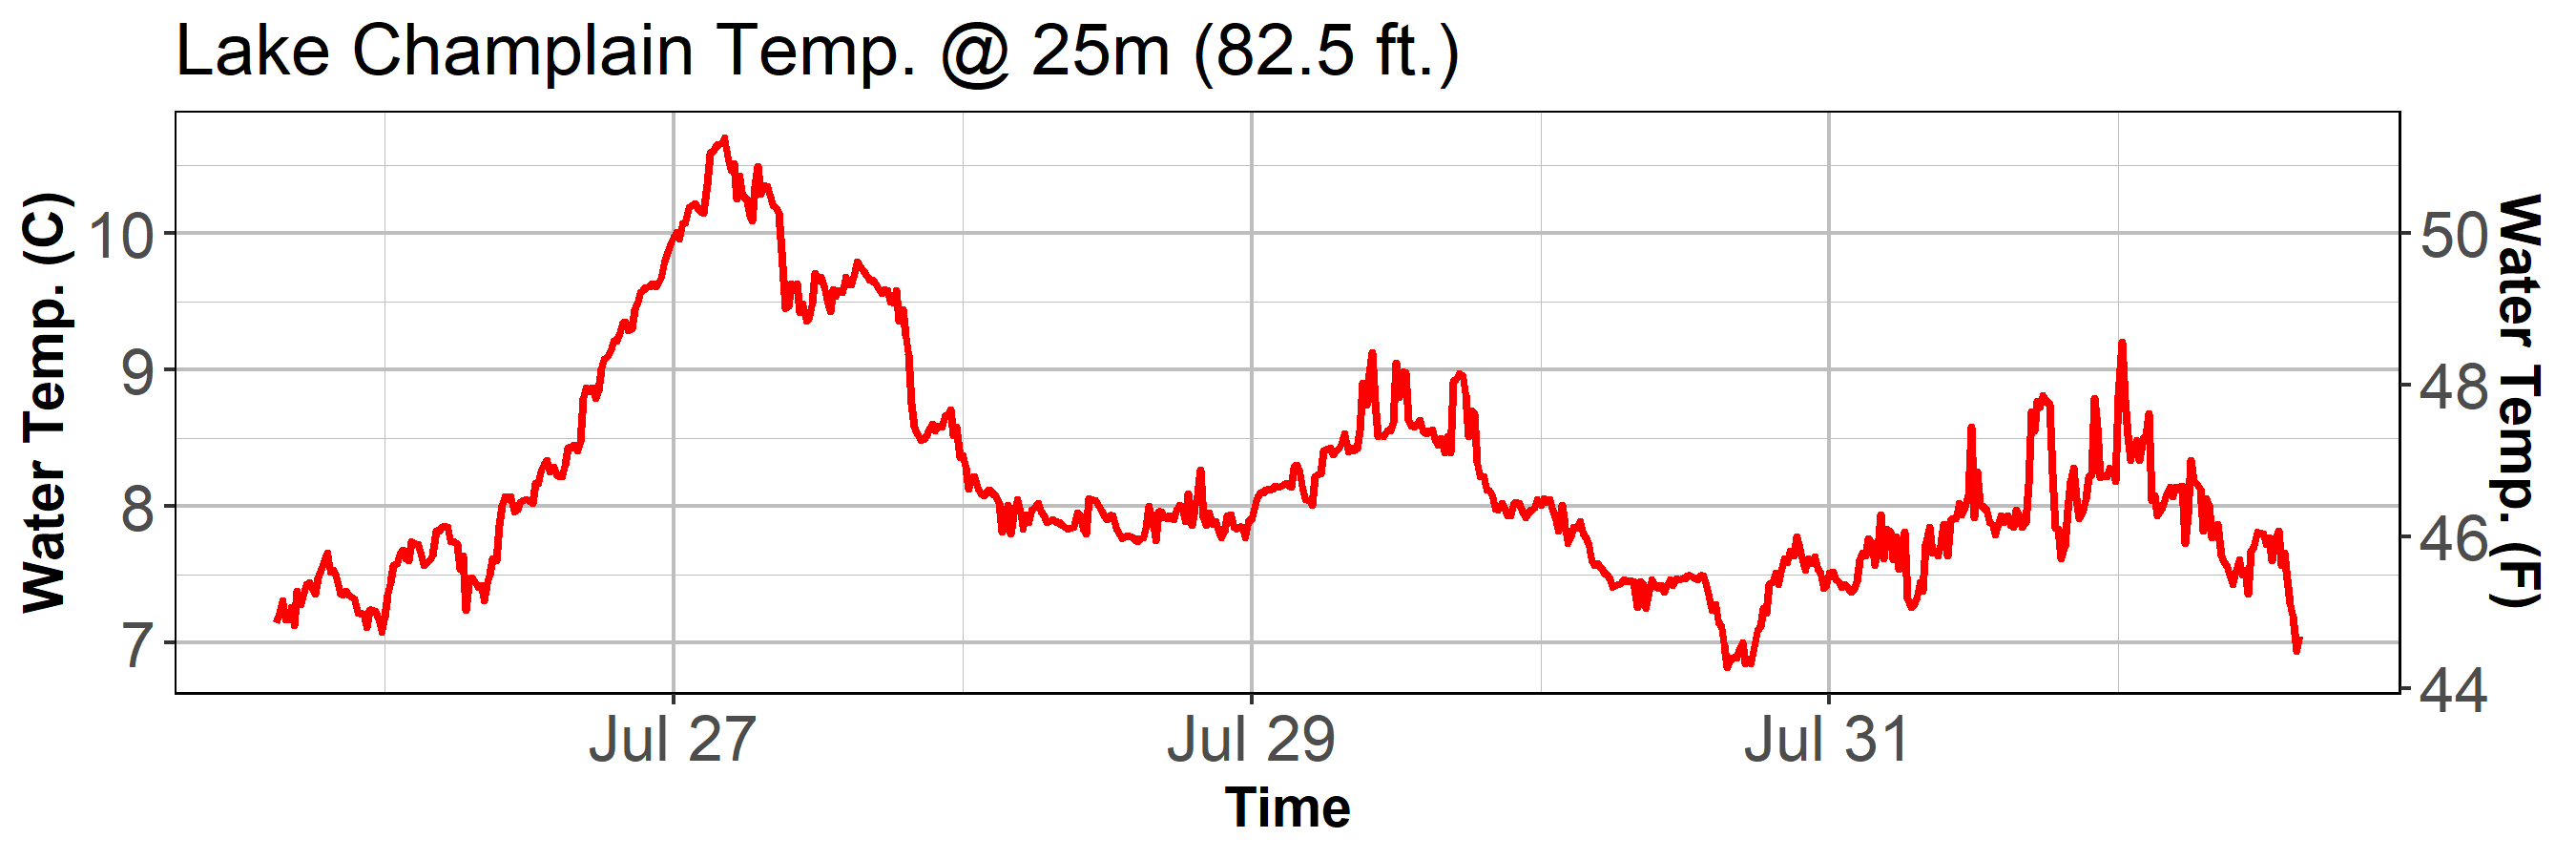 Lake Champlain Temp. @ 25m (82.5 ft.)
Water Temp. (C)
10
9
8
7
50
48
46
44
Water Temp. (F)
Jul 27
Jul 29
Jul 31
Time